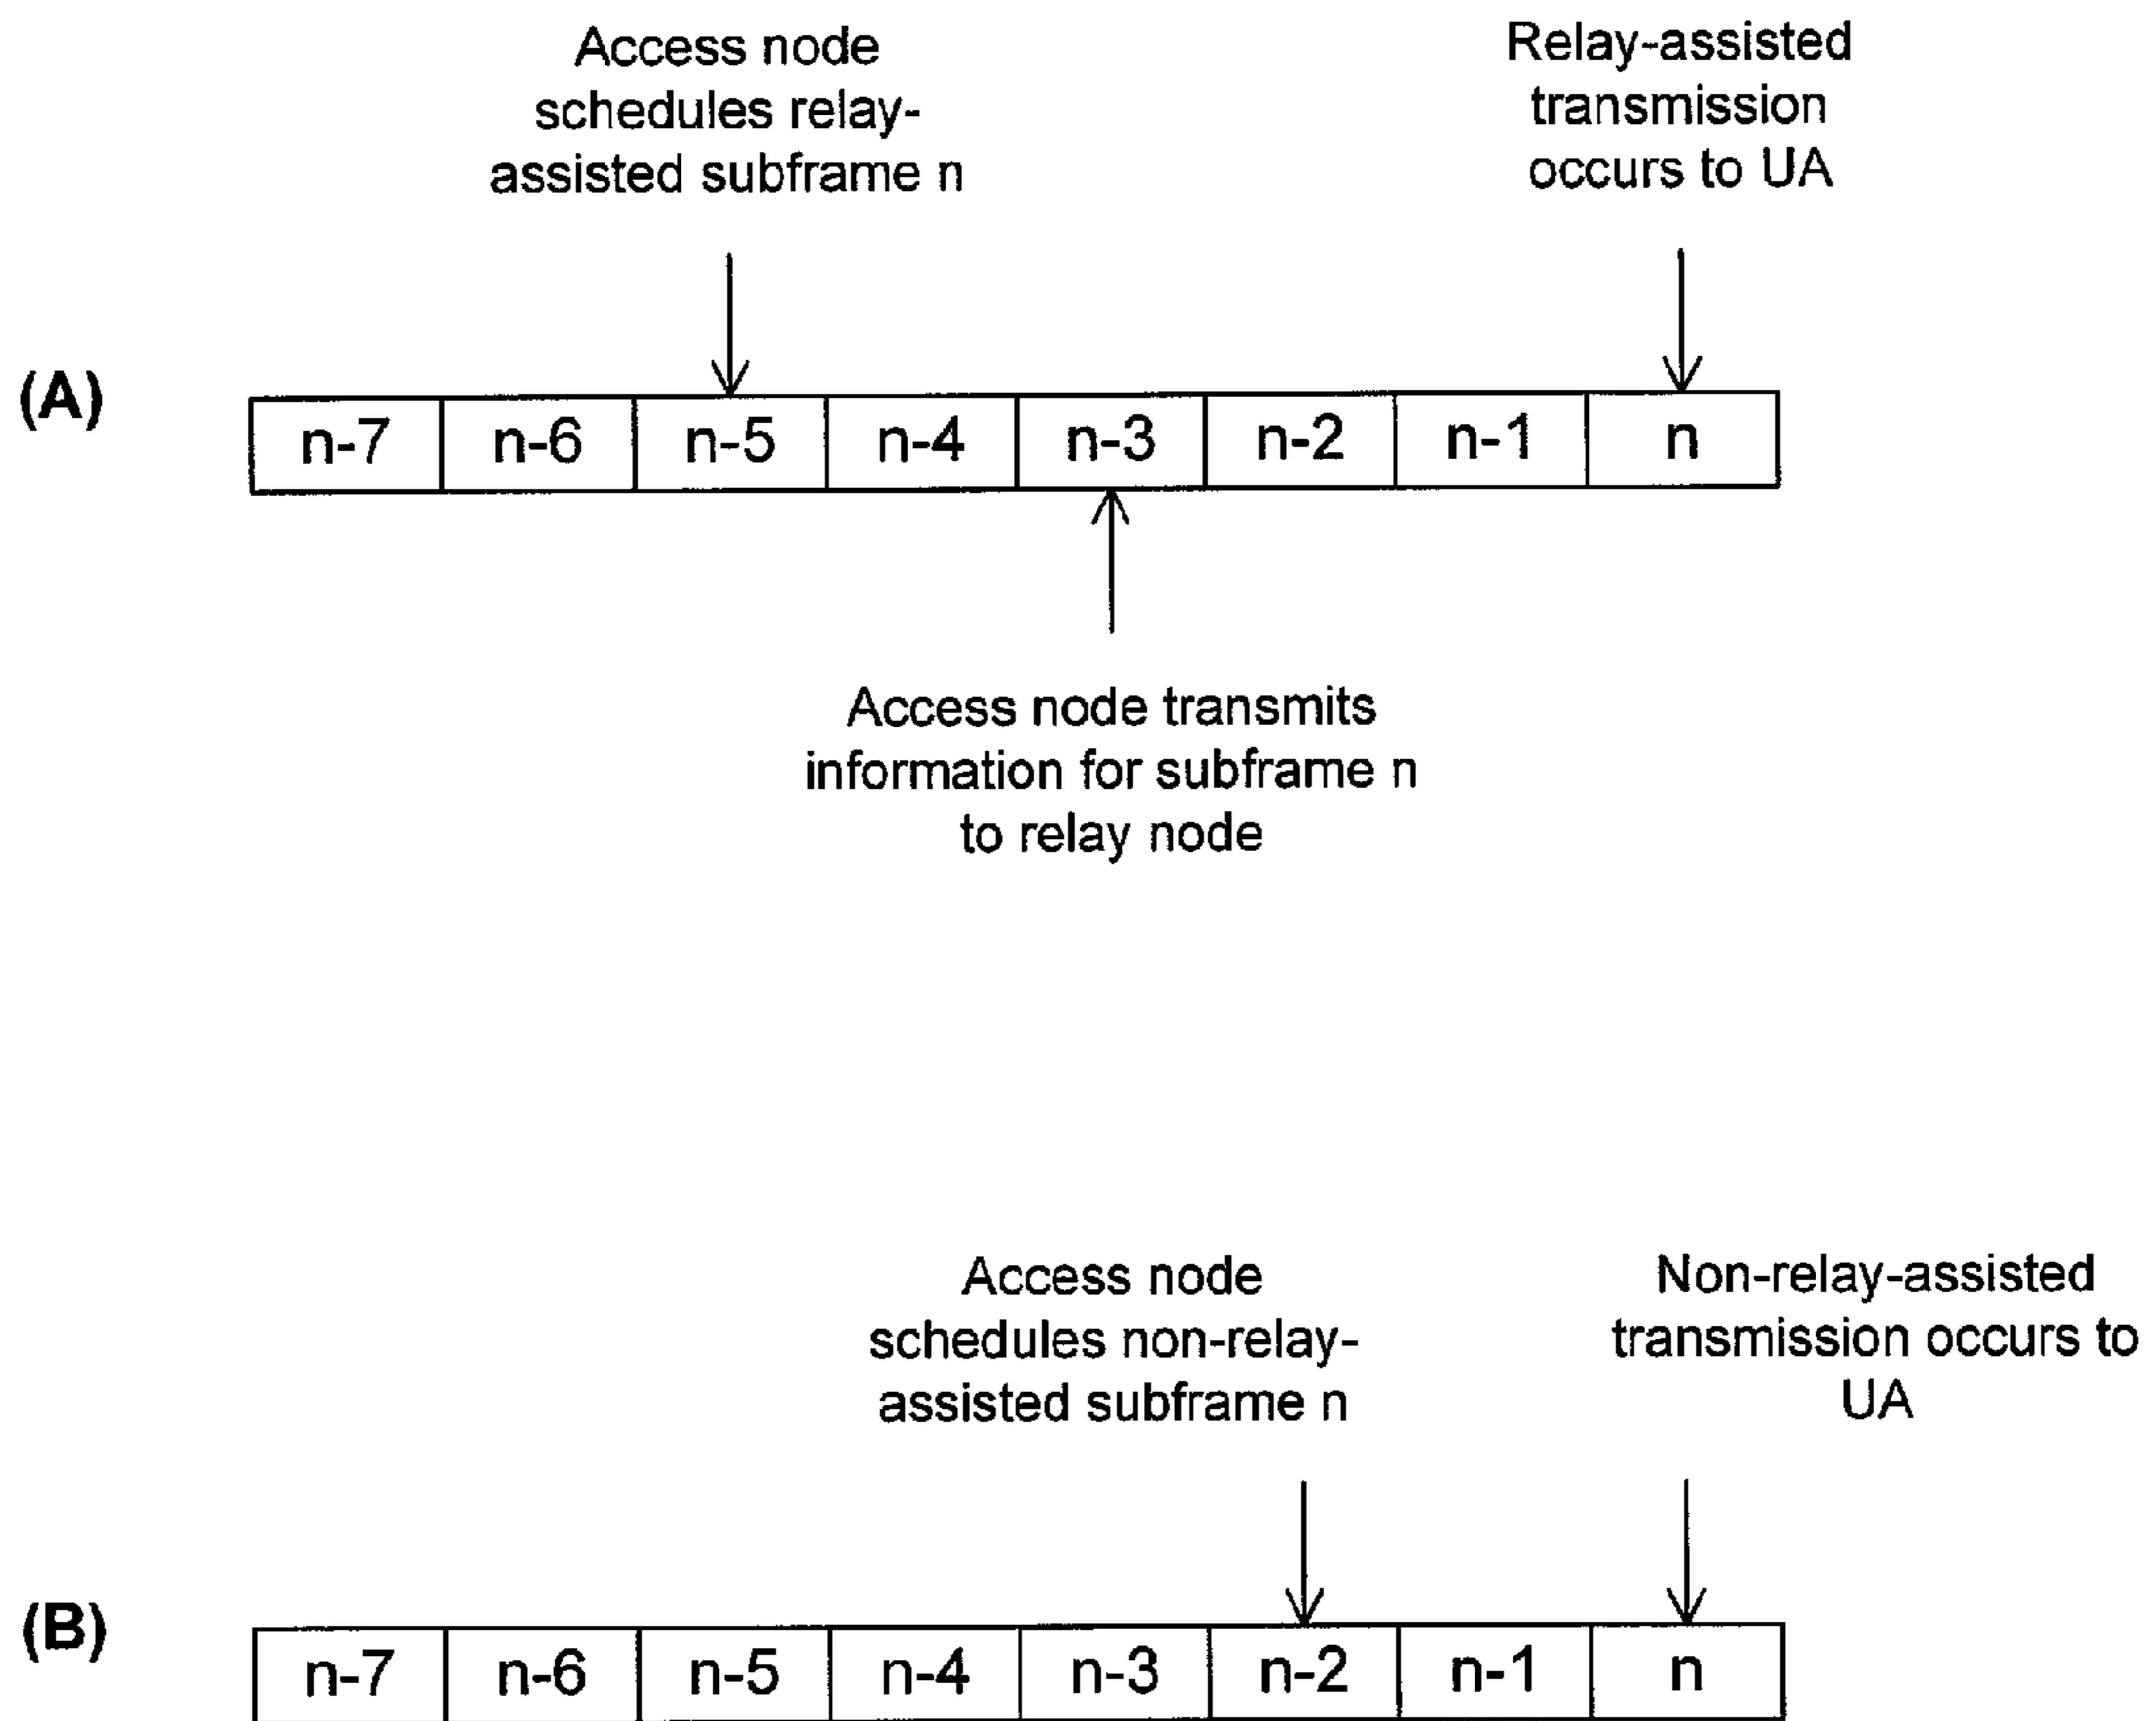 Access node
schedules relay-
assisted subframe n
Relay-assisted
transmission
occurs to UA
(A)
n-7 n-6 n-5 n-4 n-3 n-2 n-1 n
Access node transmits
information for subframe n
to relay node
Access node
schedules non-relay-
assisted subframe n
Non-relay-assisted
transmission occurs to
UA
(B)
n-7 n-6 n-5 n-4 n-3 n-2 n-1 n